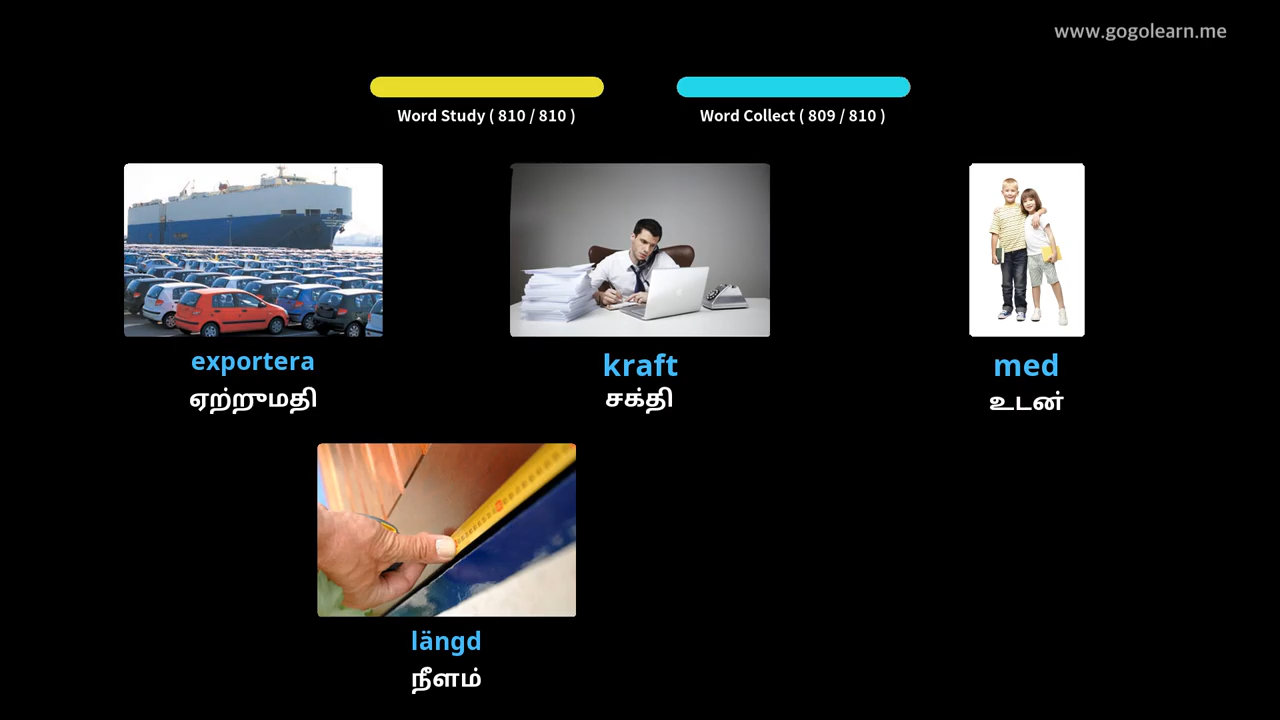 www.gogolearn.me
Word Study ( 810 / 810 )
Word Collect ( 809 / 810 )
exportera
ஏற்றுமதி
kraft
சக்தி
med
உடன்
längd
நீளம்